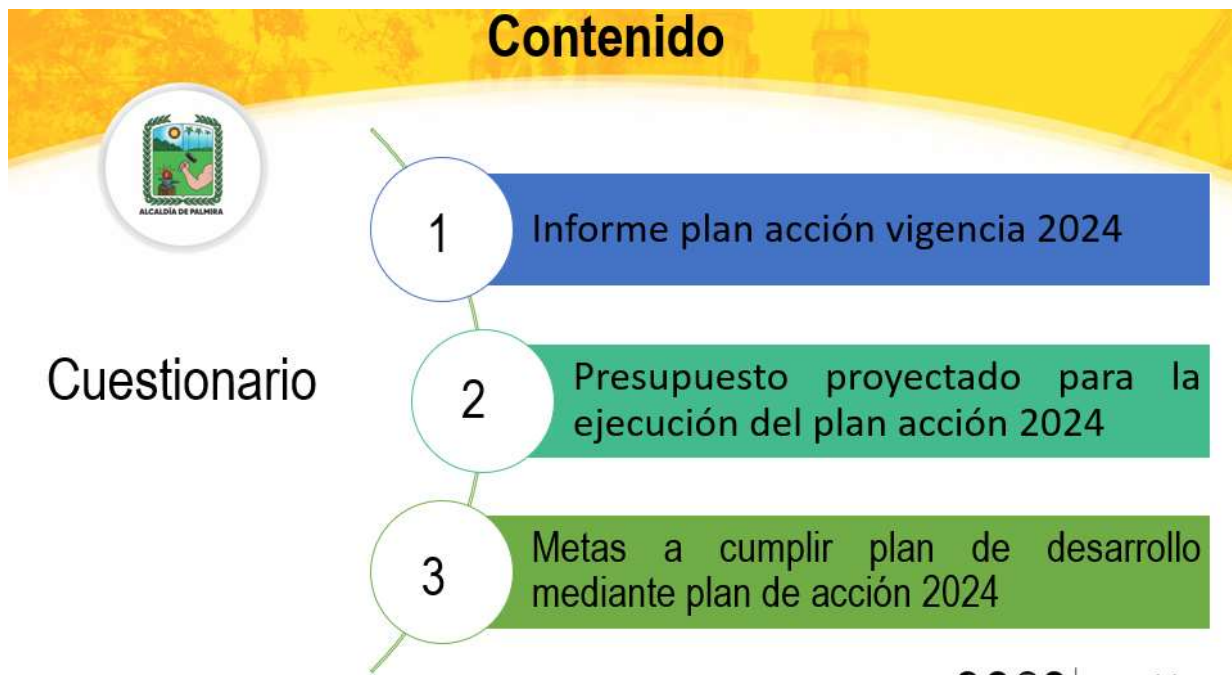 Contenido
ALCALDÍA DE PALMIRA
1
Informe plan acción vigencia 2024
Cuestionario
2
Presupuesto proyectado para la
ejecución del plan acción 2024
3
Metas a cumplir plan de desarrollo
mediante plan de acción 2024